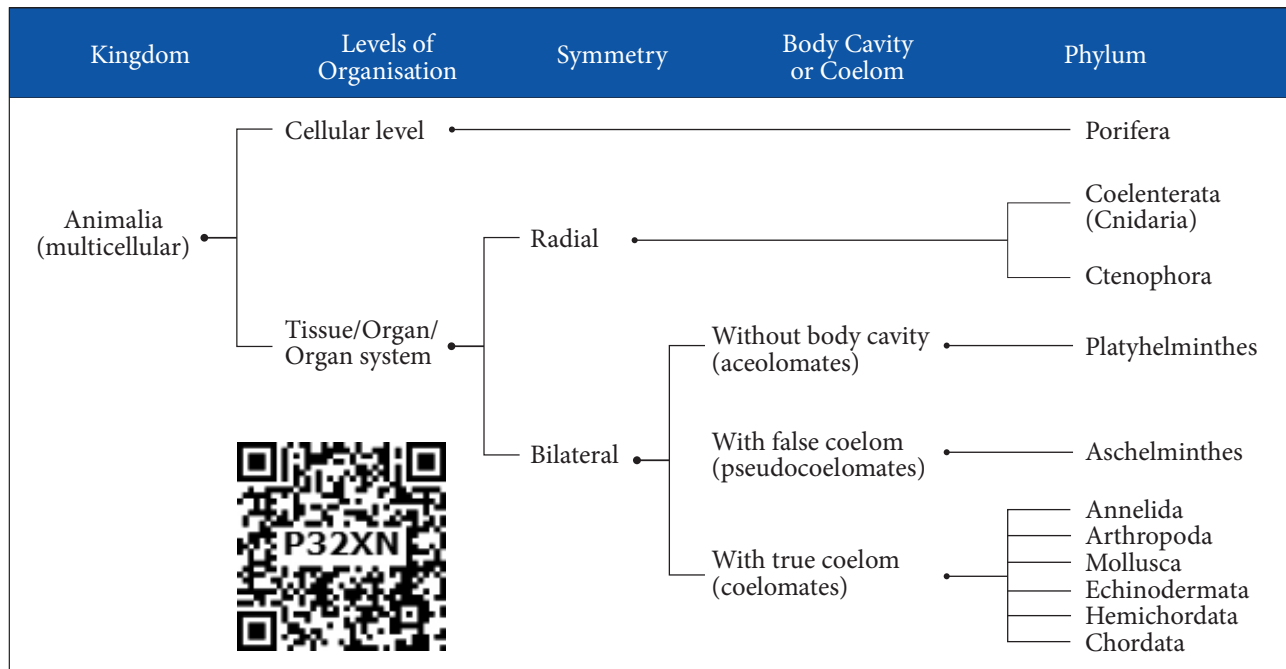 Kingdom
Levels of
Organisation
Symmetry
Body Cavity
or Coelom
Phylum
Cellular level
Porifera
Animalia
(multicellular)
Radial
Coelenterata
(Cnidaria)
Ctenophora
Tissue/Organ/
Organ system
Without body cavity
(aceolomates)
Platyhelminthes
Bilateral
With false coelom
(pseudocoelomates)
Aschelminthes
With true coelom
(coelomates)
Annelida
Arthropoda
Mollusca
Echinodermata
Hemichordata
Chordata
P32XN